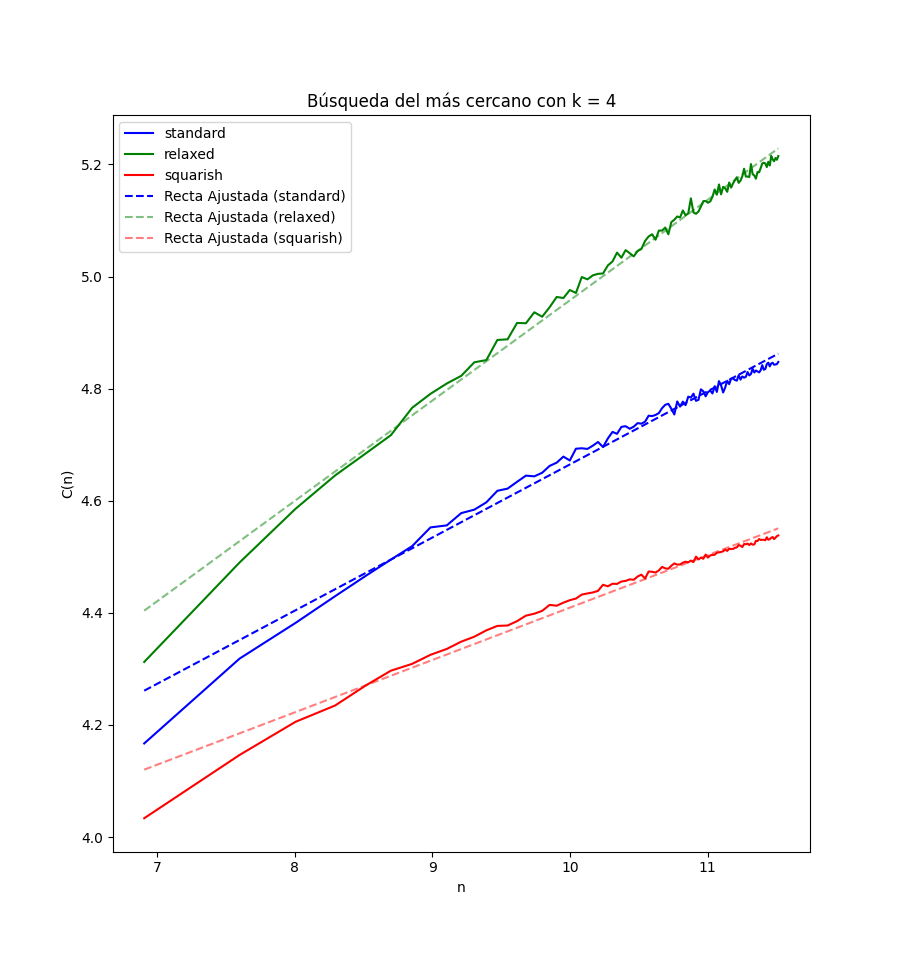 Búsqueda del más cercano con k = 4
standard
relaxed
squarish
Recta Ajustada (standard)
Recta Ajustada (relaxed)
Recta Ajustada (squarish)
5.2
5.0
4.8
4.6
4.4
4.2
4.0
C(n)
7 8 9 10 11
n